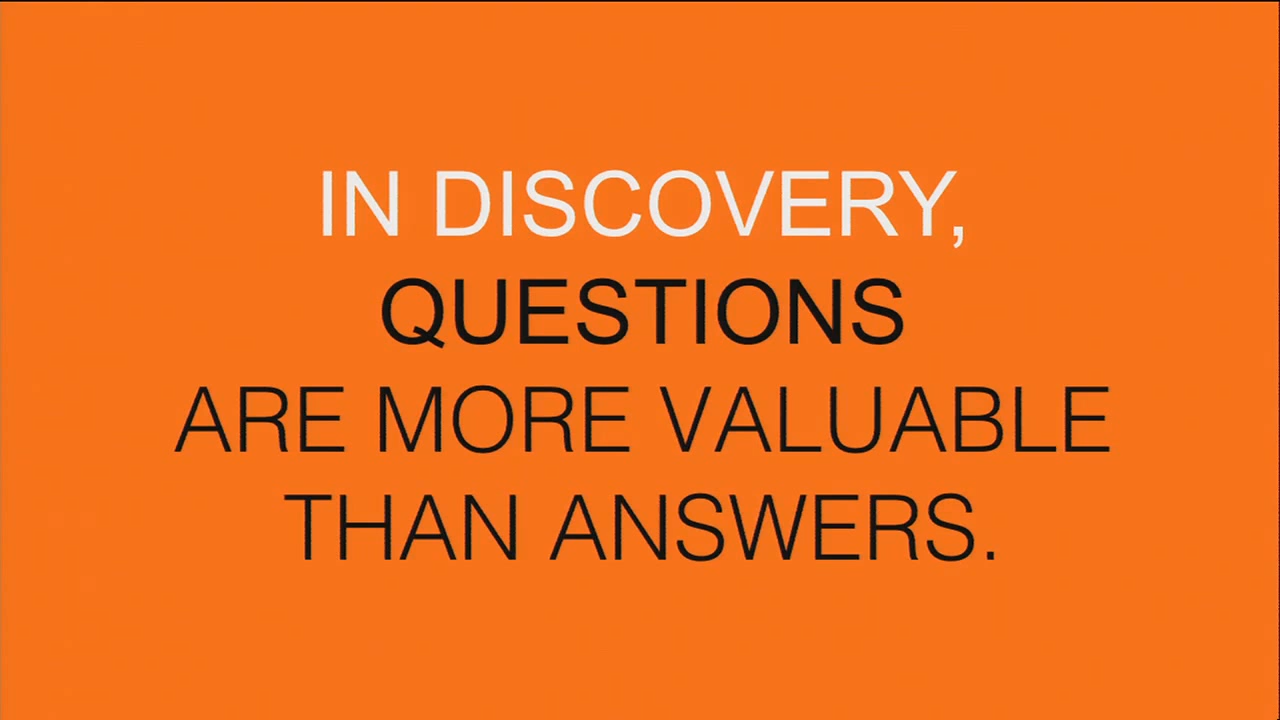 IN DISCOVERY,
QUESTIONS
ARE MORE VALUABLE
THAN ANSWERS.